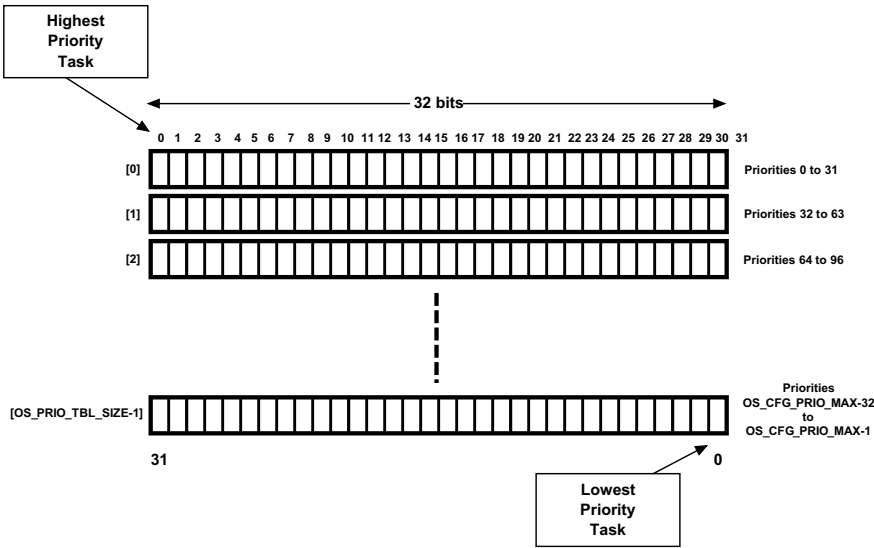 Highest
Priority
Task
32 bits
0 1 2 3 4 5 6 7 8 9 10 11 12 13 14 15 16 17 18 19 20 21 22 23 24 25 26 27 28 29 30 31
[0] Priorities 0 to 31
[1] Priorities 32 to 63
[2] Priorities 64 to 96
[OS_PRIO_TBL_SIZE-1]
Priorities
OS_CFG_PRIO_MAX-32
to
OS_CFG_PRIO_MAX-1
31 0
Lowest
Priority
Task